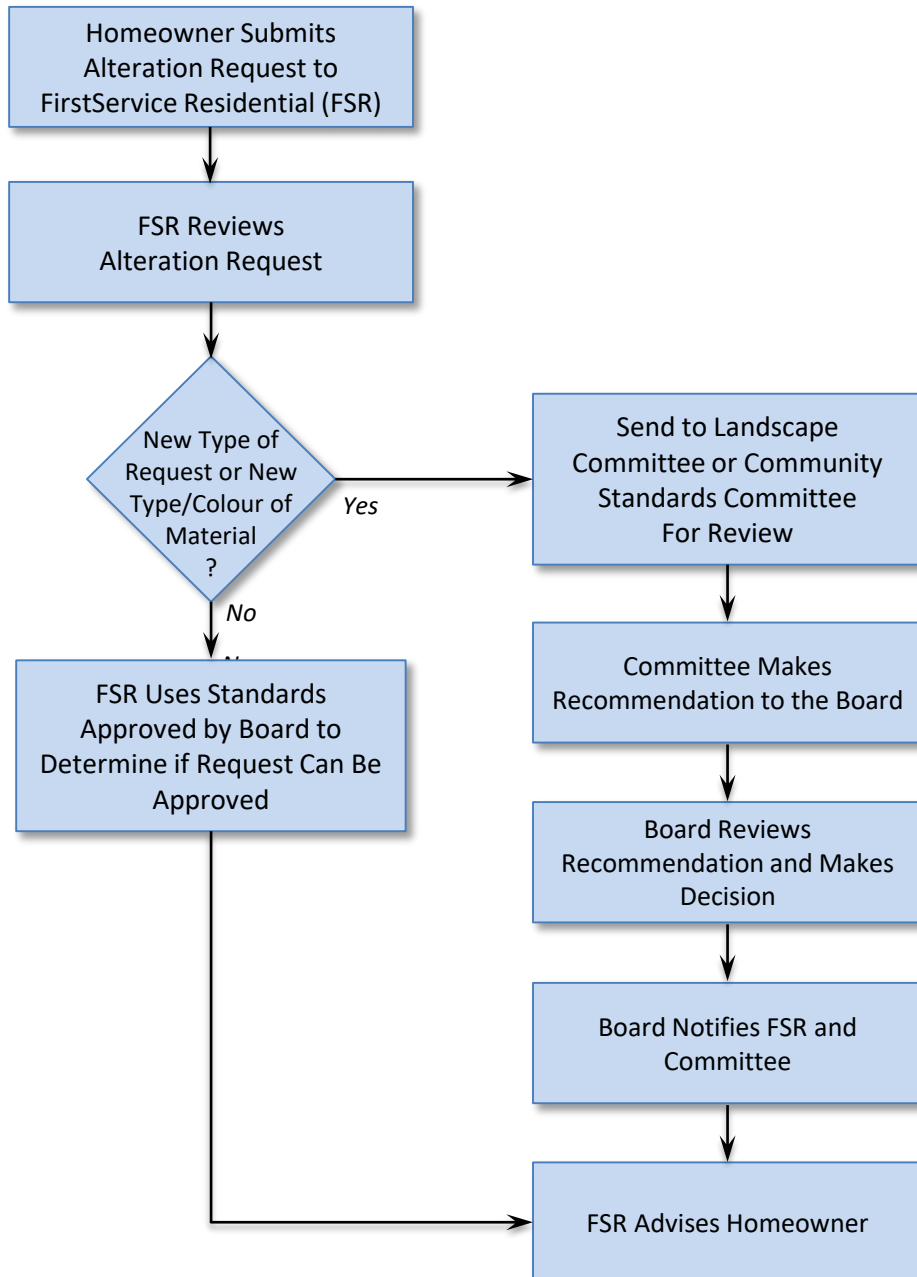 Homeowner Submits
Alteration Request to
FirstService Residential (FSR)
FSR Reviews
Alteration Request
New Type of
Request or New
Type/Colour of
Material
?
Yes
No
Send to Landscape
Committee or Community
Standards Committee
For Review
Committee Makes
Recommendation to the Board
FSR Uses Standards
Approved by Board to
Determine if Request Can Be
Approved
Board Reviews
Recommendation and Makes
Decision
Board Notifies FSR and
Committee
FSR Advises Homeowner